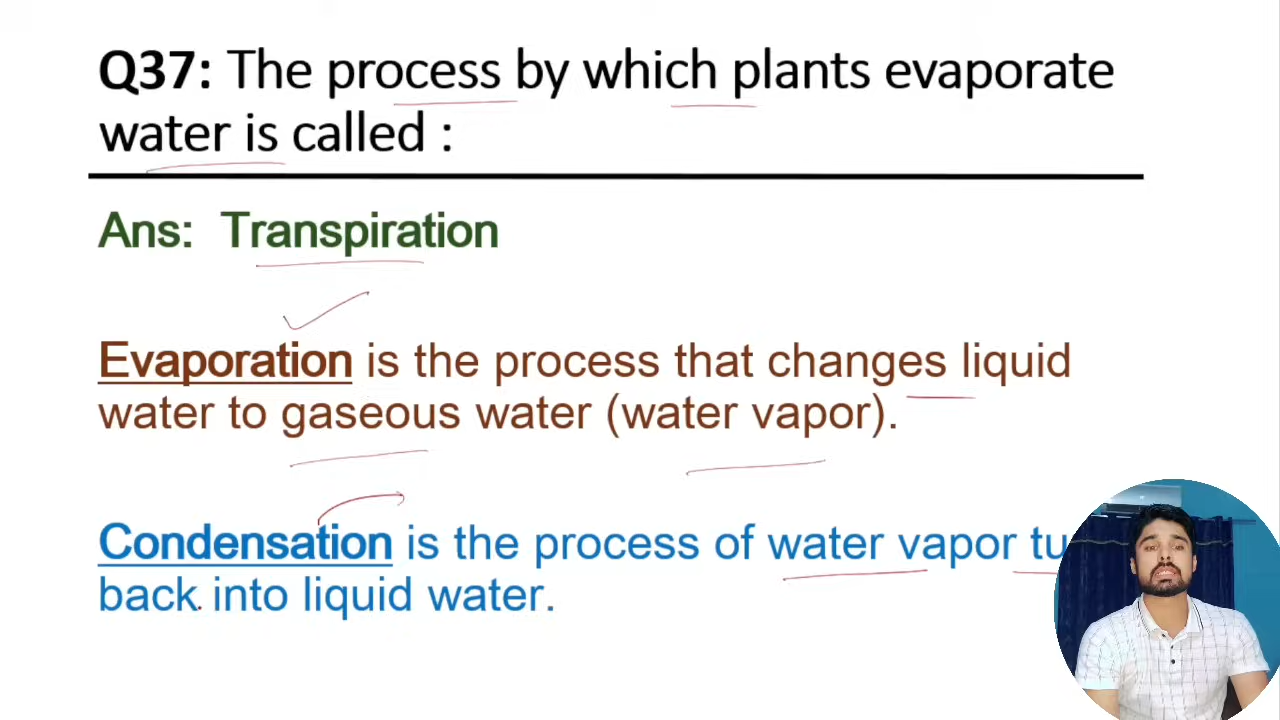 Q37: The process by which plants evaporate
water is called :
Ans: Transpiration
Evaporation is the process that changes liquid
water to gaseous water (water vapor).
Condensation is the process of water vapor
back into liquid water.